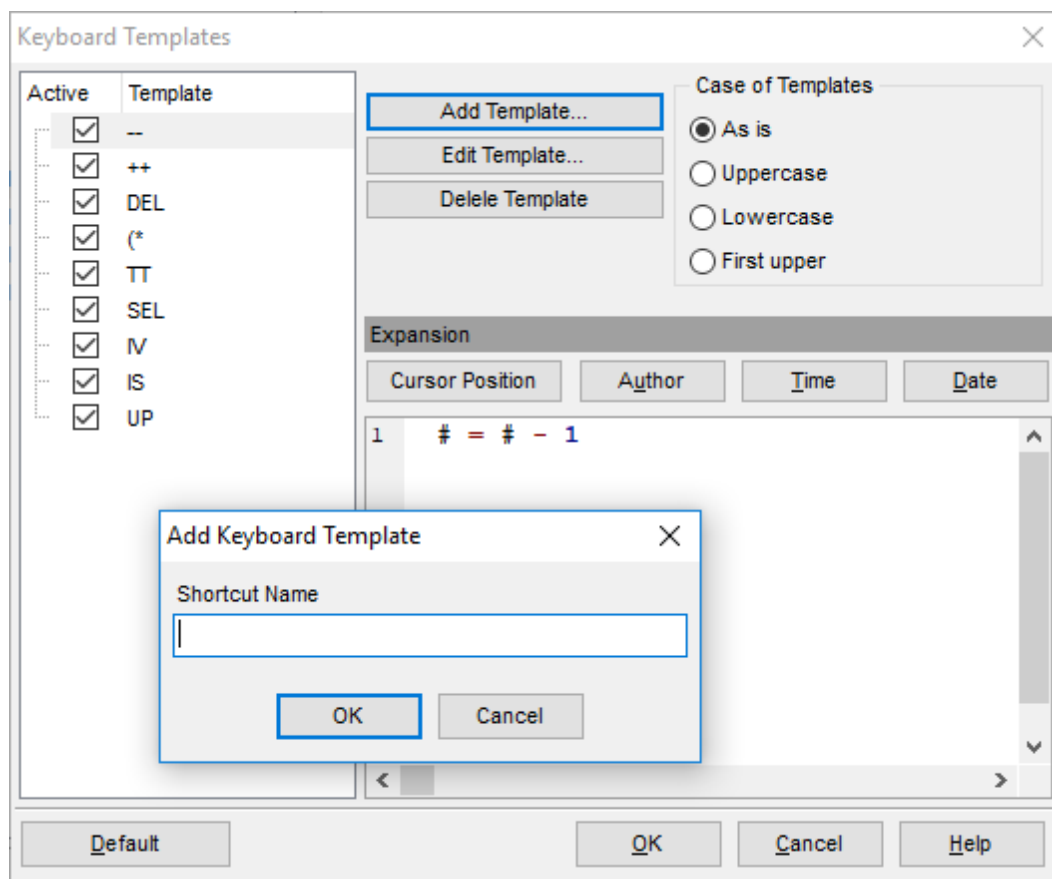 Keyboard Templates
Active Template
--
++
DEL
(*
TT
SEL
IV
IS
UP
Add Template...
Edit Template...
Delele Template
Case of Templates
As is
Uppercase
Lowercase
First upper
Expansion
Cursor Position Author Time Date
1 # = # - 1
Add Keyboard Template
Shortcut Name
OK Cancel
Default OK Cancel Help